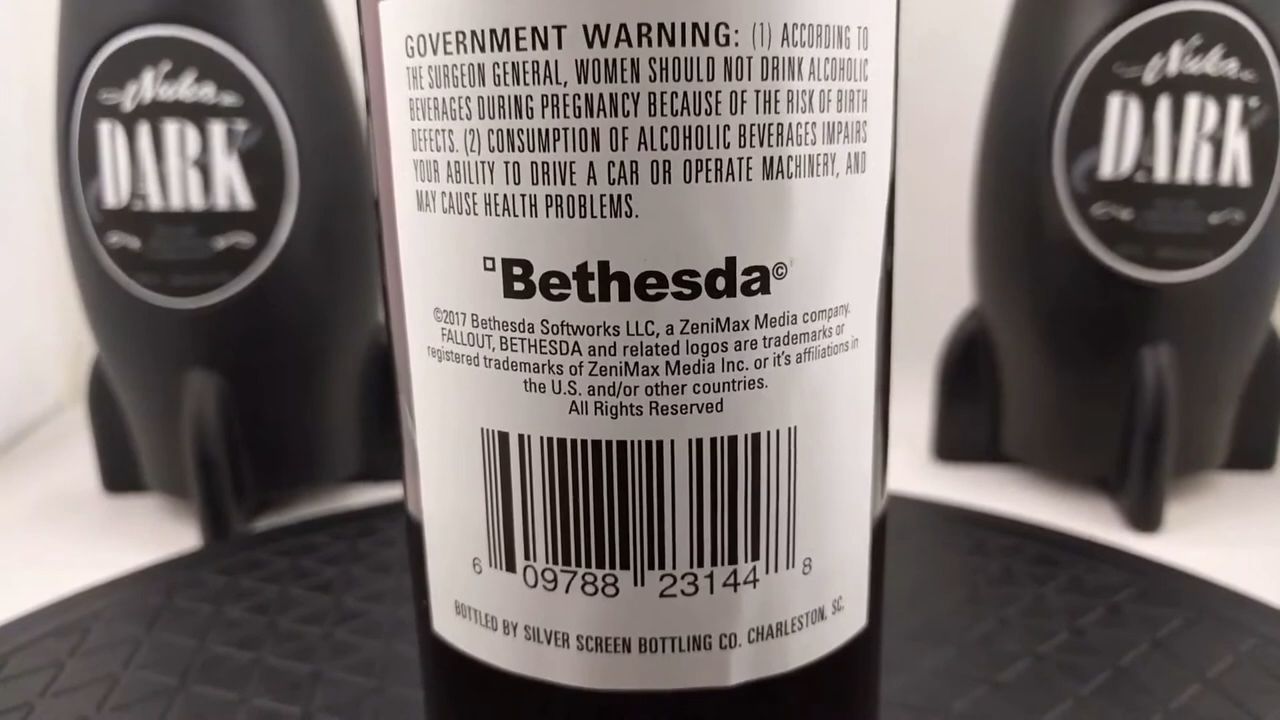 GOVERNMENT WARNING: (1) ACCORDING TO
THE SURGEON GENERAL, WOMEN SHOULD NOT DRINK ALCOHOLIC
BEVERAGES DURING PREGNANCY BECAUSE OF THE RISK OF BIRTH
DEFECTS. (2) CONSUMPTION OF ALCOHOLIC BEVERAGES IMPAIRS
YOUR ABILITY TO DRIVE A CAR OR OPERATE MACHINERY, AND
MAY CAUSE HEALTH PROBLEMS.
Bethesda©
©2017 Bethesda Softworks LLC, a ZeniMax Media company.
FALLOUT, BETHESDA and related logos are trademarks or
registered trademarks of ZeniMax Media Inc. or it's affiliations in
the U.S. and/or other countries.
All Rights Reserved
6 09788 23144 8
BOTTLED BY SILVER SCREEN BOTTLING CO. CHARLESTON, SC.
Nuka
DARK
Nuka
DARK